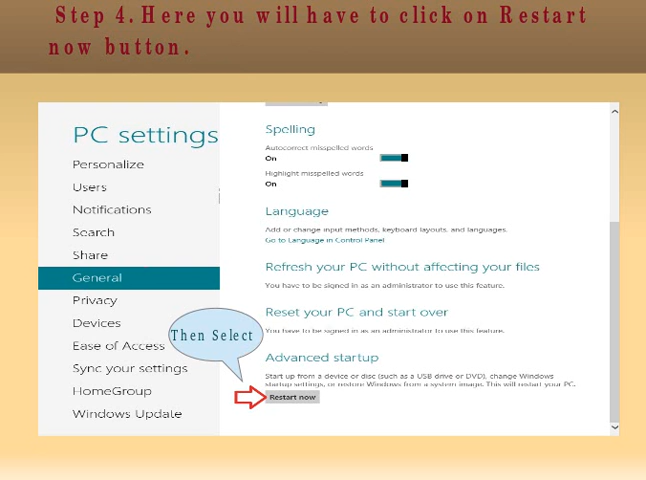 Step 4. Here you will have to click on Restart
now button.
PC settings
Personalize
Users
Notifications
Search
Share
General
Privacy
Devices
Ease of Access
Sync your settings
HomeGroup
Windows Update
Spelling
Autocorrect misspelled words
On
Highlight misspelled words
On
Language
Add or change input methods, keyboard layouts, and languages.
Go to Language in Control Panel
Refresh your PC without affecting your files
You have to be signed in as an administrator to use this feature.
Reset your PC and start over
You have to be signed in as an administrator to use this feature.
Then Select
Advanced startup
Start up from a device or disc (such as a USB drive or DVD), change Windows
startup settings, or restore Windows from a system image. This will restart your PC.
Restart now